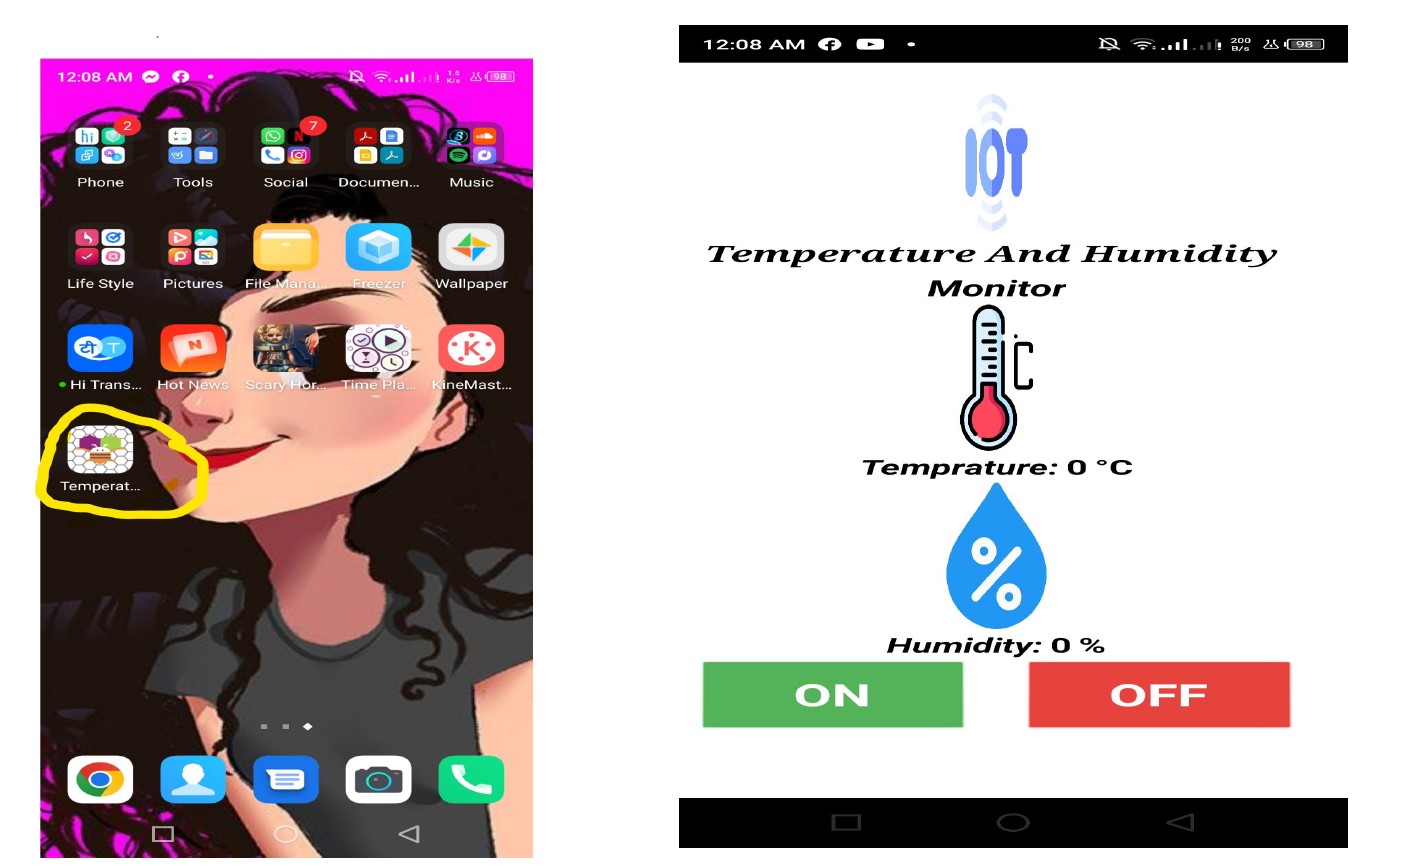 12:08 AM
1.5
K/s
98
2
7
hi
Phone
Tools
Social
Documen...
Music
Life Style
Pictures
File Mana...
Freezer
Wallpaper
टी T
N
K
Hi Trans...
Hot News
Scary Hor...
Time Pla...
KineMast...
Temperat...
12:08 AM
200
B/s
98
IOT
Temperature And Humidity
Monitor
Temprature: 0 °C
%
Humidity: 0 %
ON
OFF